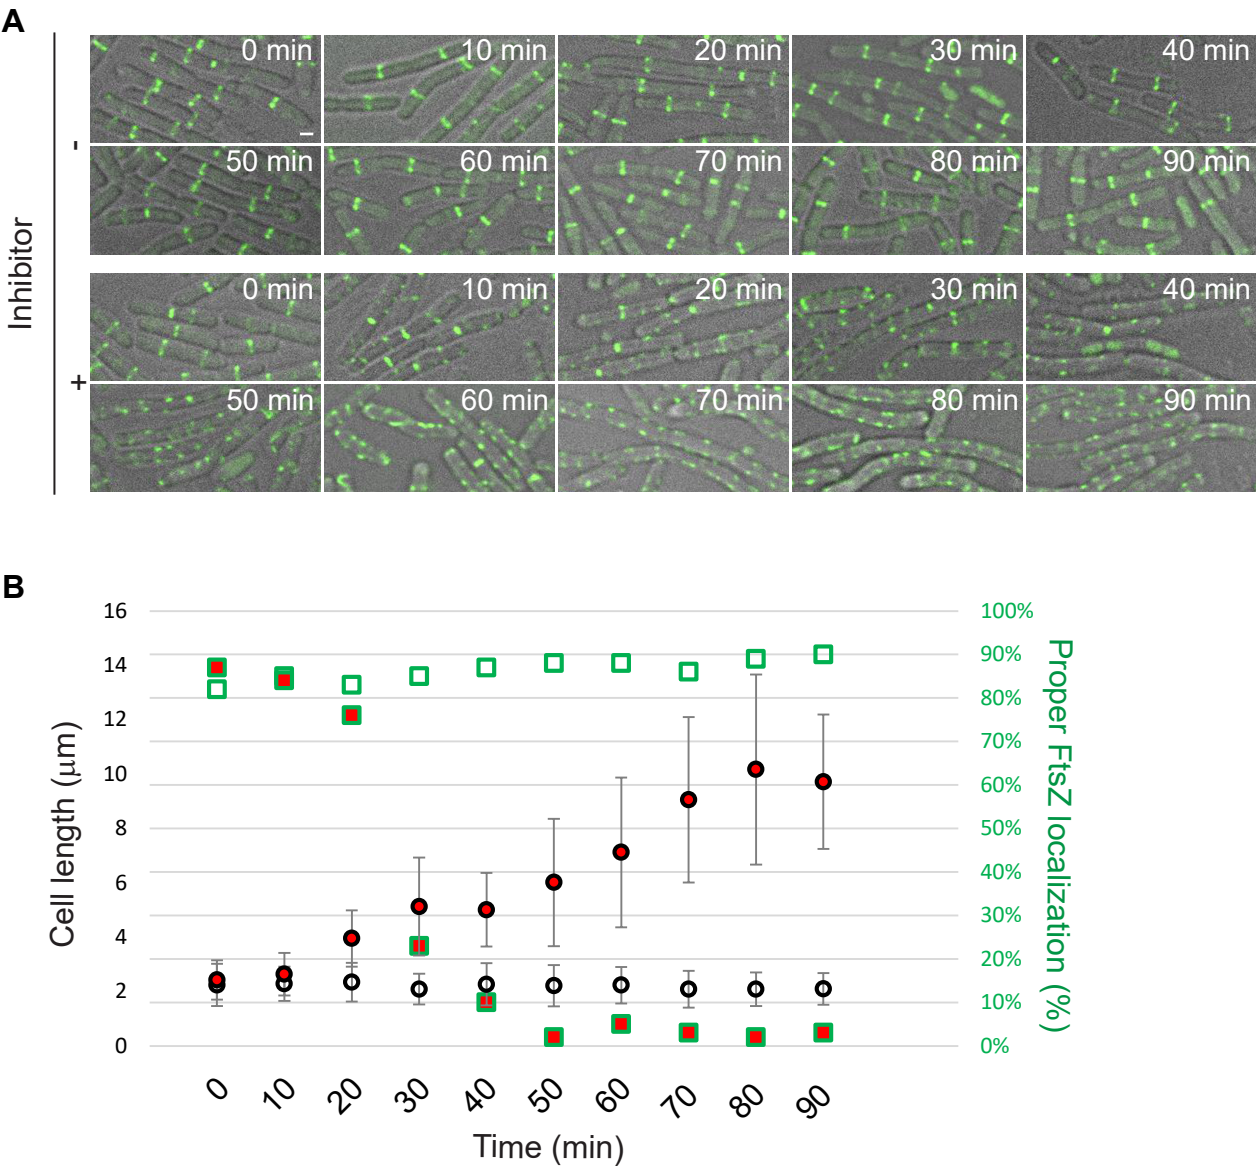 A
Inhibitor
-
0 min
10 min
20 min
30 min
40 min
50 min
60 min
70 min
80 min
90 min
+
0 min
10 min
20 min
30 min
40 min
50 min
60 min
70 min
80 min
90 min
B
Cell length (µm)
16
14
12
10
8
6
4
2
0
100%
90%
80%
70%
60%
50%
40%
30%
20%
10%
0%
Proper FtsZ localization (%)
0
10
20
30
40
50
60
70
80
90
Time (min)